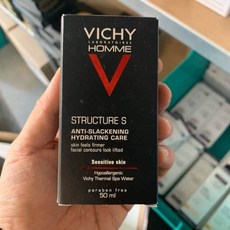 VICHY
LABORATOIRES
HOMME
V
STRUCTURE S
ANTI-SLACKENING
HYDRATING CARE
skin feels firmer
facial contours look lifted
Sensitive skin
Hypoallergenic
Vichy Thermal Spa Water
paraben free
50 ml